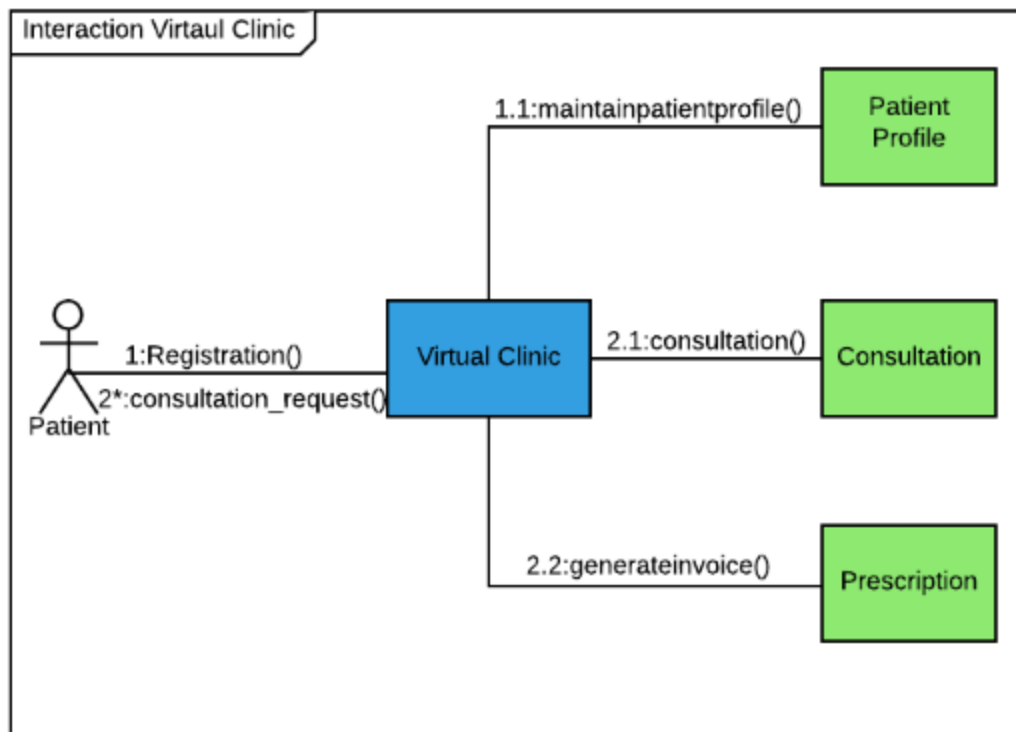 Interaction Virtaul Clinic
1.1:maintainpatientprofile()
Patient
Profile
1:Registration()
2*:consultation_request()
Patient
Virtual Clinic
2.1:consultation()
Consultation
2.2:generateinvoice()
Prescription